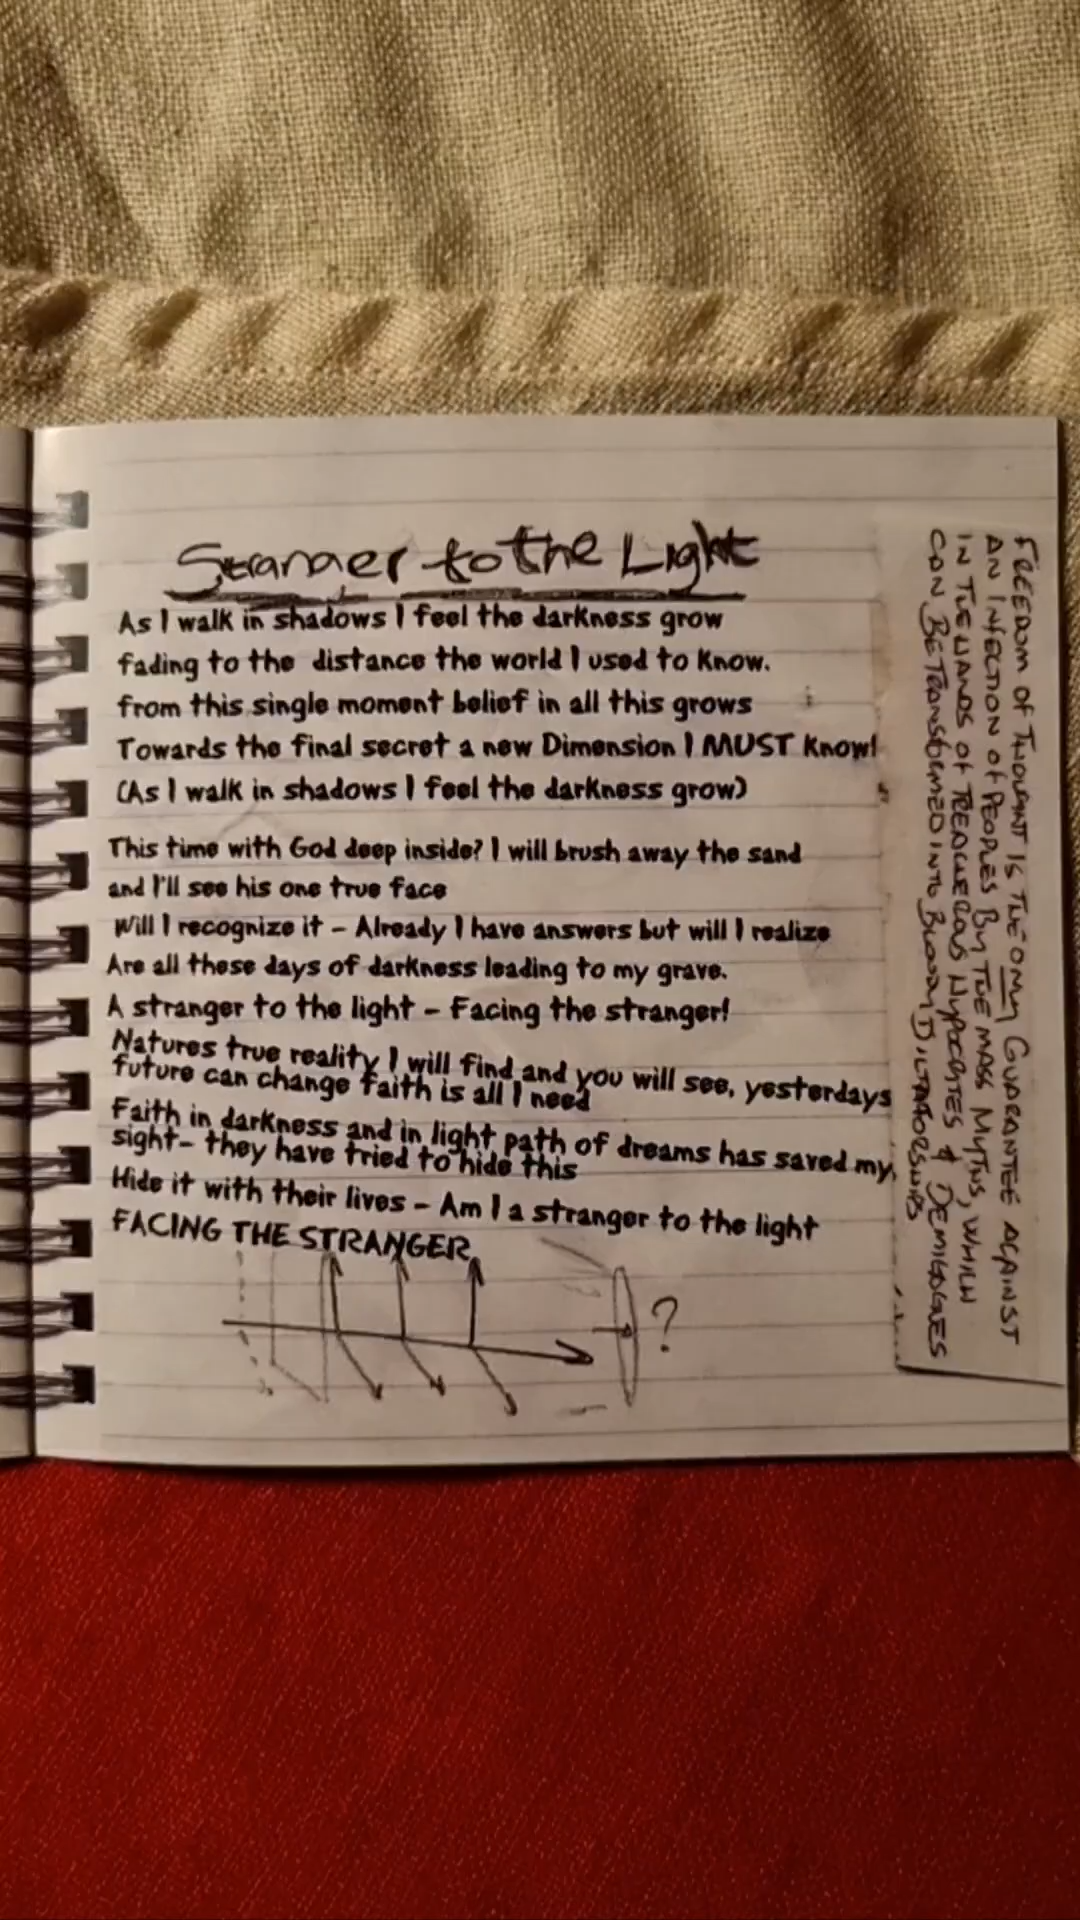 Stranger to the Light
As I walk in shadows I feel the darkness grow
fading to the distance the world I used to Know.
from this single moment belief in all this grows
Towards the final secret a new Dimension I MUST Know!
(As I walk in shadows I feel the darkness grow)
This time with God deep inside? I will brush away the sand
and I'll see his one true face
Will I recognize it - Already I have answers but will I realize
Are all these days of darkness leading to my grave.
A stranger to the light - Facing the stranger!
Natures true reality I will find and you will see, yesterdays
future can change faith is all I need
Faith in darkness and in light path of dreams has saved my
sight- they have tried to hide this
Hide it with their lives - Am I a stranger to the light
FACING THE STRANGER
?
FREEDOM OF THOUGHT IS THE ONLY GUARANTEE AGAINST
AN INFECTION OF PEOPLES BY THE MASS MYTHS, WHICH
IN THE HANDS OF TREACHEROUS HYPOCRITES & DEMIGOGUES
CAN BE TRANSFORMED INTO BLOODY DICTATORSHIPS